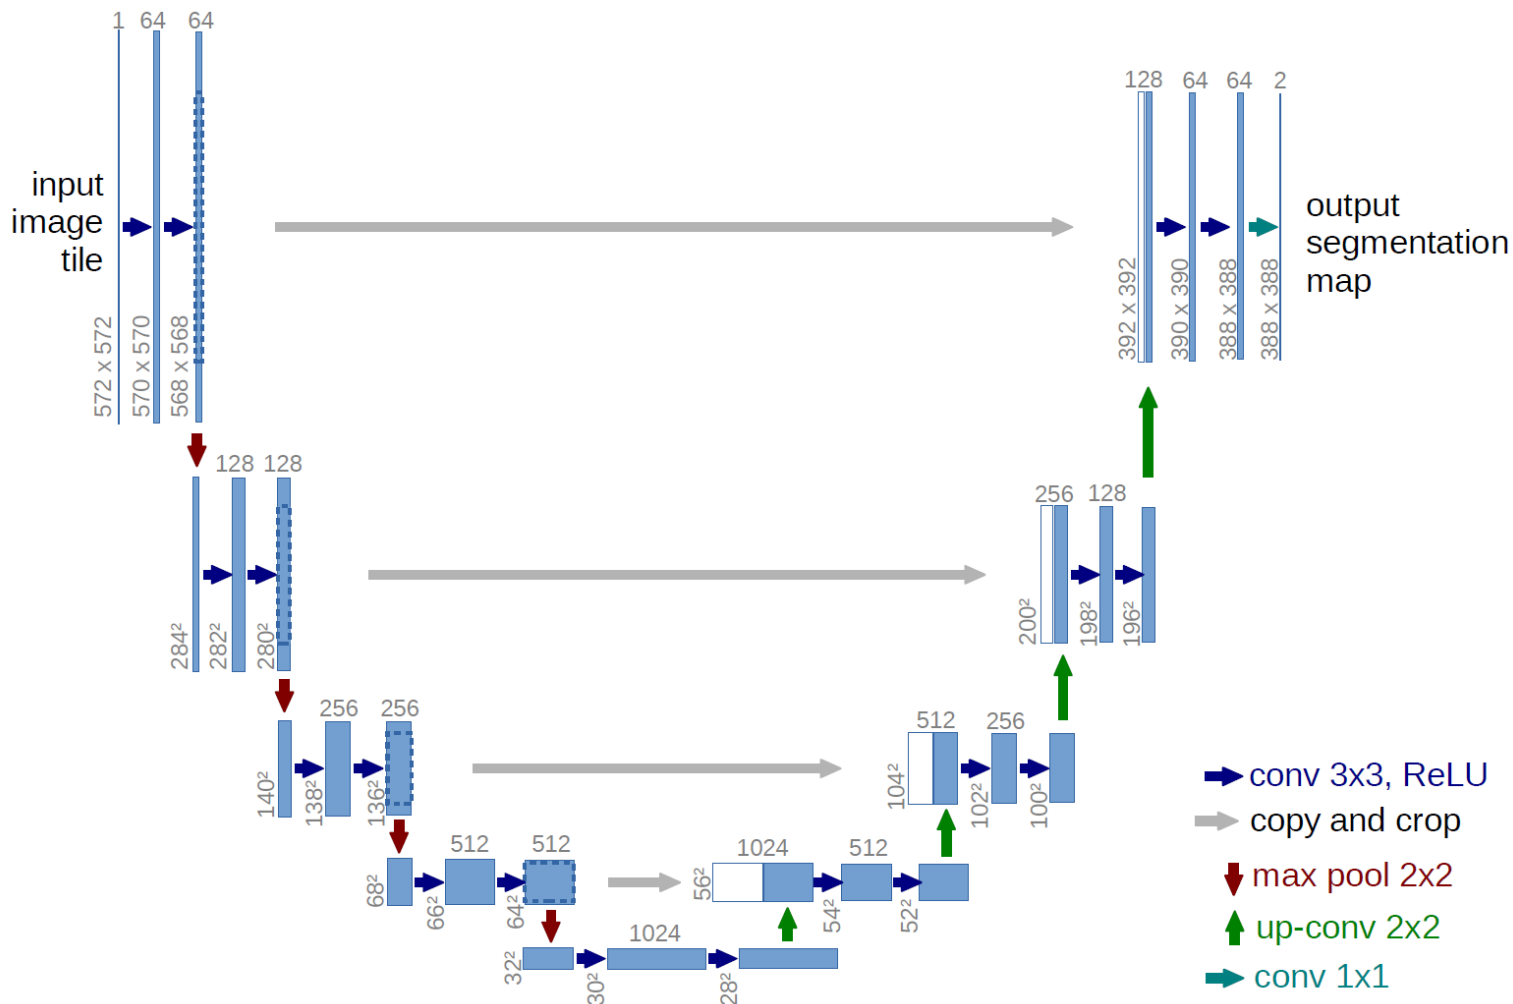 1 64 64
128 64 64 2
input
image
tile
output
segmentation
map
572 x 572
570 x 570
568 x 568
392 x 392
390 x 390
388 x 388
388 x 388
128 128
256 128
284²
282²
280²
200²
198²
196²
256 256
512 256
140²
138²
136²
104²
102²
100²
512 512
1024 512
68²
66²
64²
56²
54²
52²
1024
32²
30²
28²
conv 3x3, ReLU
copy and crop
max pool 2x2
up-conv 2x2
conv 1x1